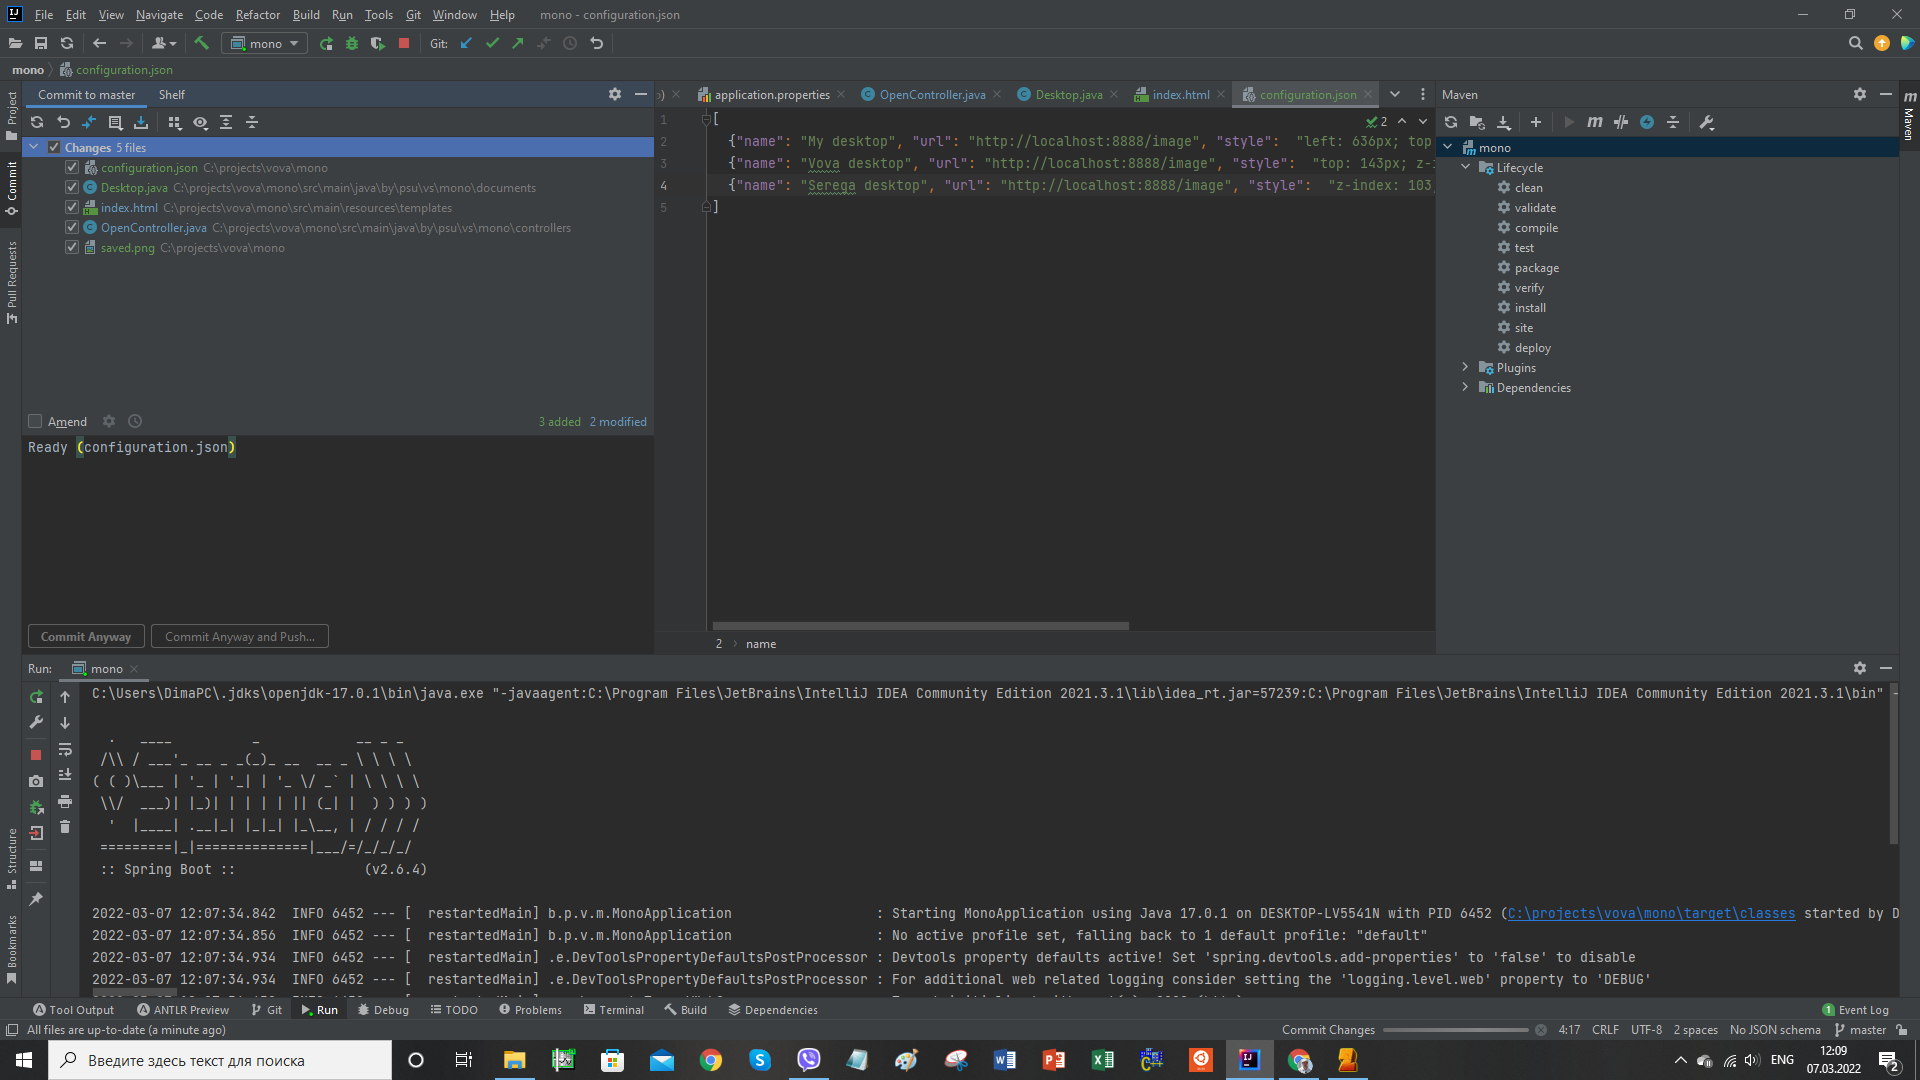 File Edit View Navigate Code Refactor Build Run Tools Git Window Help mono - configuration.json
mono Git:
mono configuration.json
Commit to master Shelf
application.properties OpenController.java Desktop.java index.html configuration.json
Maven
Project
Commit
Pull Requests
Structure
Bookmarks
Changes 5 files
configuration.json C:\projects\vova\mono
Desktop.java C:\projects\vova\mono\src\main\java\by\psu\vs\mono\documents
index.html C:\projects\vova\mono\src\main\resources\templates
OpenController.java C:\projects\vova\mono\src\main\java\by\psu\vs\mono\controllers
saved.png C:\projects\vova\mono
Amend 3 added 2 modified
Ready (configuration.json)
Commit Anyway Commit Anyway and Push...
1 [
2 {"name": "My desktop", "url": "http://localhost:8888/image", "style": "left: 636px; top
3 {"name": "Vova desktop", "url": "http://localhost:8888/image", "style": "top: 143px; z-i
4 {"name": "Serega desktop", "url": "http://localhost:8888/image", "style": "z-index: 103
5 ]
2
2 name
mono
Lifecycle
clean
validate
compile
test
package
verify
install
site
deploy
Plugins
Dependencies
Maven
Run: mono
C:\Users\DimaPC\.jdks\openjdk-17.0.1\bin\java.exe "-javaagent:C:\Program Files\JetBrains\IntelliJ IDEA Community Edition 2021.3.1\lib\idea_rt.jar=57239:C:\Program Files\JetBrains\IntelliJ IDEA Community Edition 2021.3.1\bin" -
:: Spring Boot :: (v2.6.4)
2022-03-07 12:07:34.842 INFO 6452 --- [ restartedMain] b.p.v.m.MonoApplication : Starting MonoApplication using Java 17.0.1 on DESKTOP-LV5541N with PID 6452 (C:\projects\vova\mono\target\classes started by D
2022-03-07 12:07:34.856 INFO 6452 --- [ restartedMain] b.p.v.m.MonoApplication : No active profile set, falling back to 1 default profile: "default"
2022-03-07 12:07:34.934 INFO 6452 --- [ restartedMain] .e.DevToolsPropertyDefaultsPostProcessor : Devtools property defaults active! Set 'spring.devtools.add-properties' to 'false' to disable
2022-03-07 12:07:34.934 INFO 6452 --- [ restartedMain] .e.DevToolsPropertyDefaultsPostProcessor : For additional web related logging consider setting the 'logging.level.web' property to 'DEBUG'
Tool Output ANTLR Preview Git Run Debug TODO Problems Terminal Build Dependencies 1 Event Log
All files are up-to-date (a minute ago) Commit Changes 4:17 CRLF UTF-8 2 spaces No JSON schema master
Введите здесь текст для поиска
ENG 12:09
07.03.2022
2